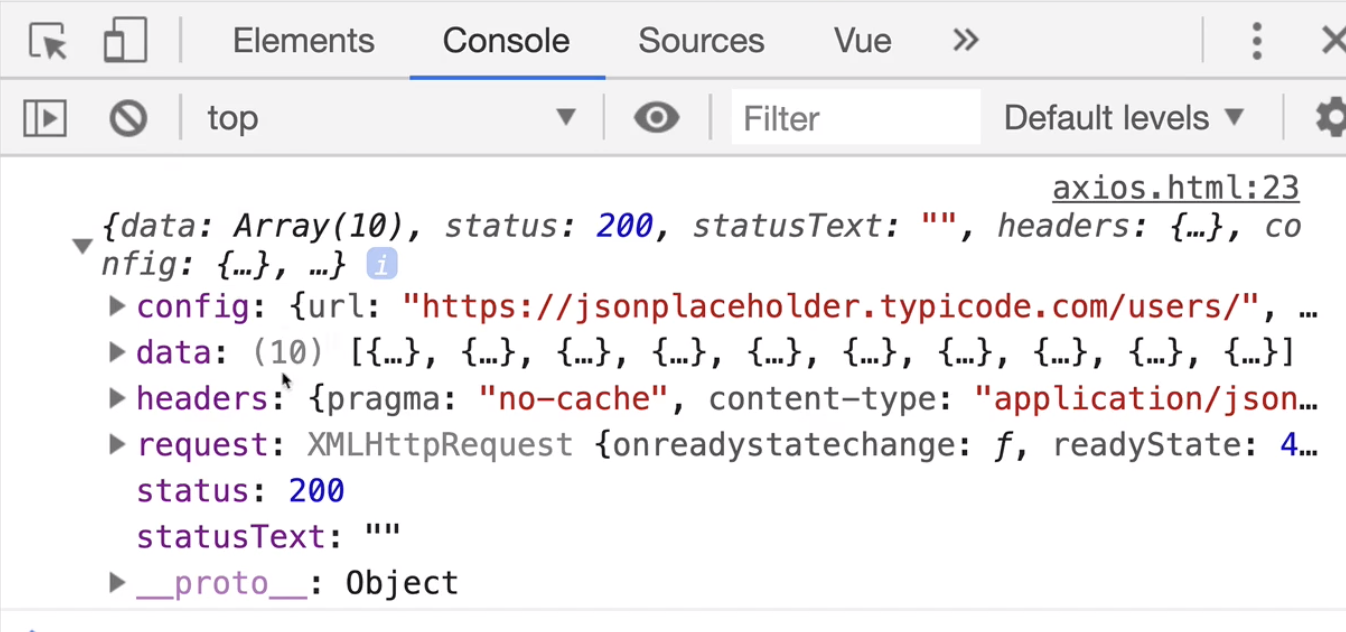 Elements Console Sources Vue »
top Filter Default levels
axios.html:23
{data: Array(10), status: 200, statusText: "", headers: {…}, co
nfig: {…}, …} i
config: {url: "https://jsonplaceholder.typicode.com/users/", …
data: (10) [{…}, {…}, {…}, {…}, {…}, {…}, {…}, {…}, {…}, {…}]
headers: {pragma: "no-cache", content-type: "application/json…
request: XMLHttpRequest {onreadystatechange: ƒ, readyState: 4…
status: 200
statusText: ""
__proto__: Object